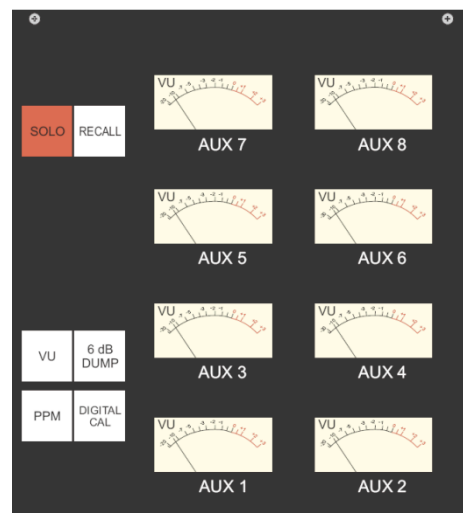 VU
VU
AUX 7
AUX 8
SOLO
RECALL
VU
VU
AUX 5
AUX 6
VU
VU
AUX 3
AUX 4
VU
6 dB
DUMP
PPM
DIGITAL
CAL
VU
VU
AUX 1
AUX 2